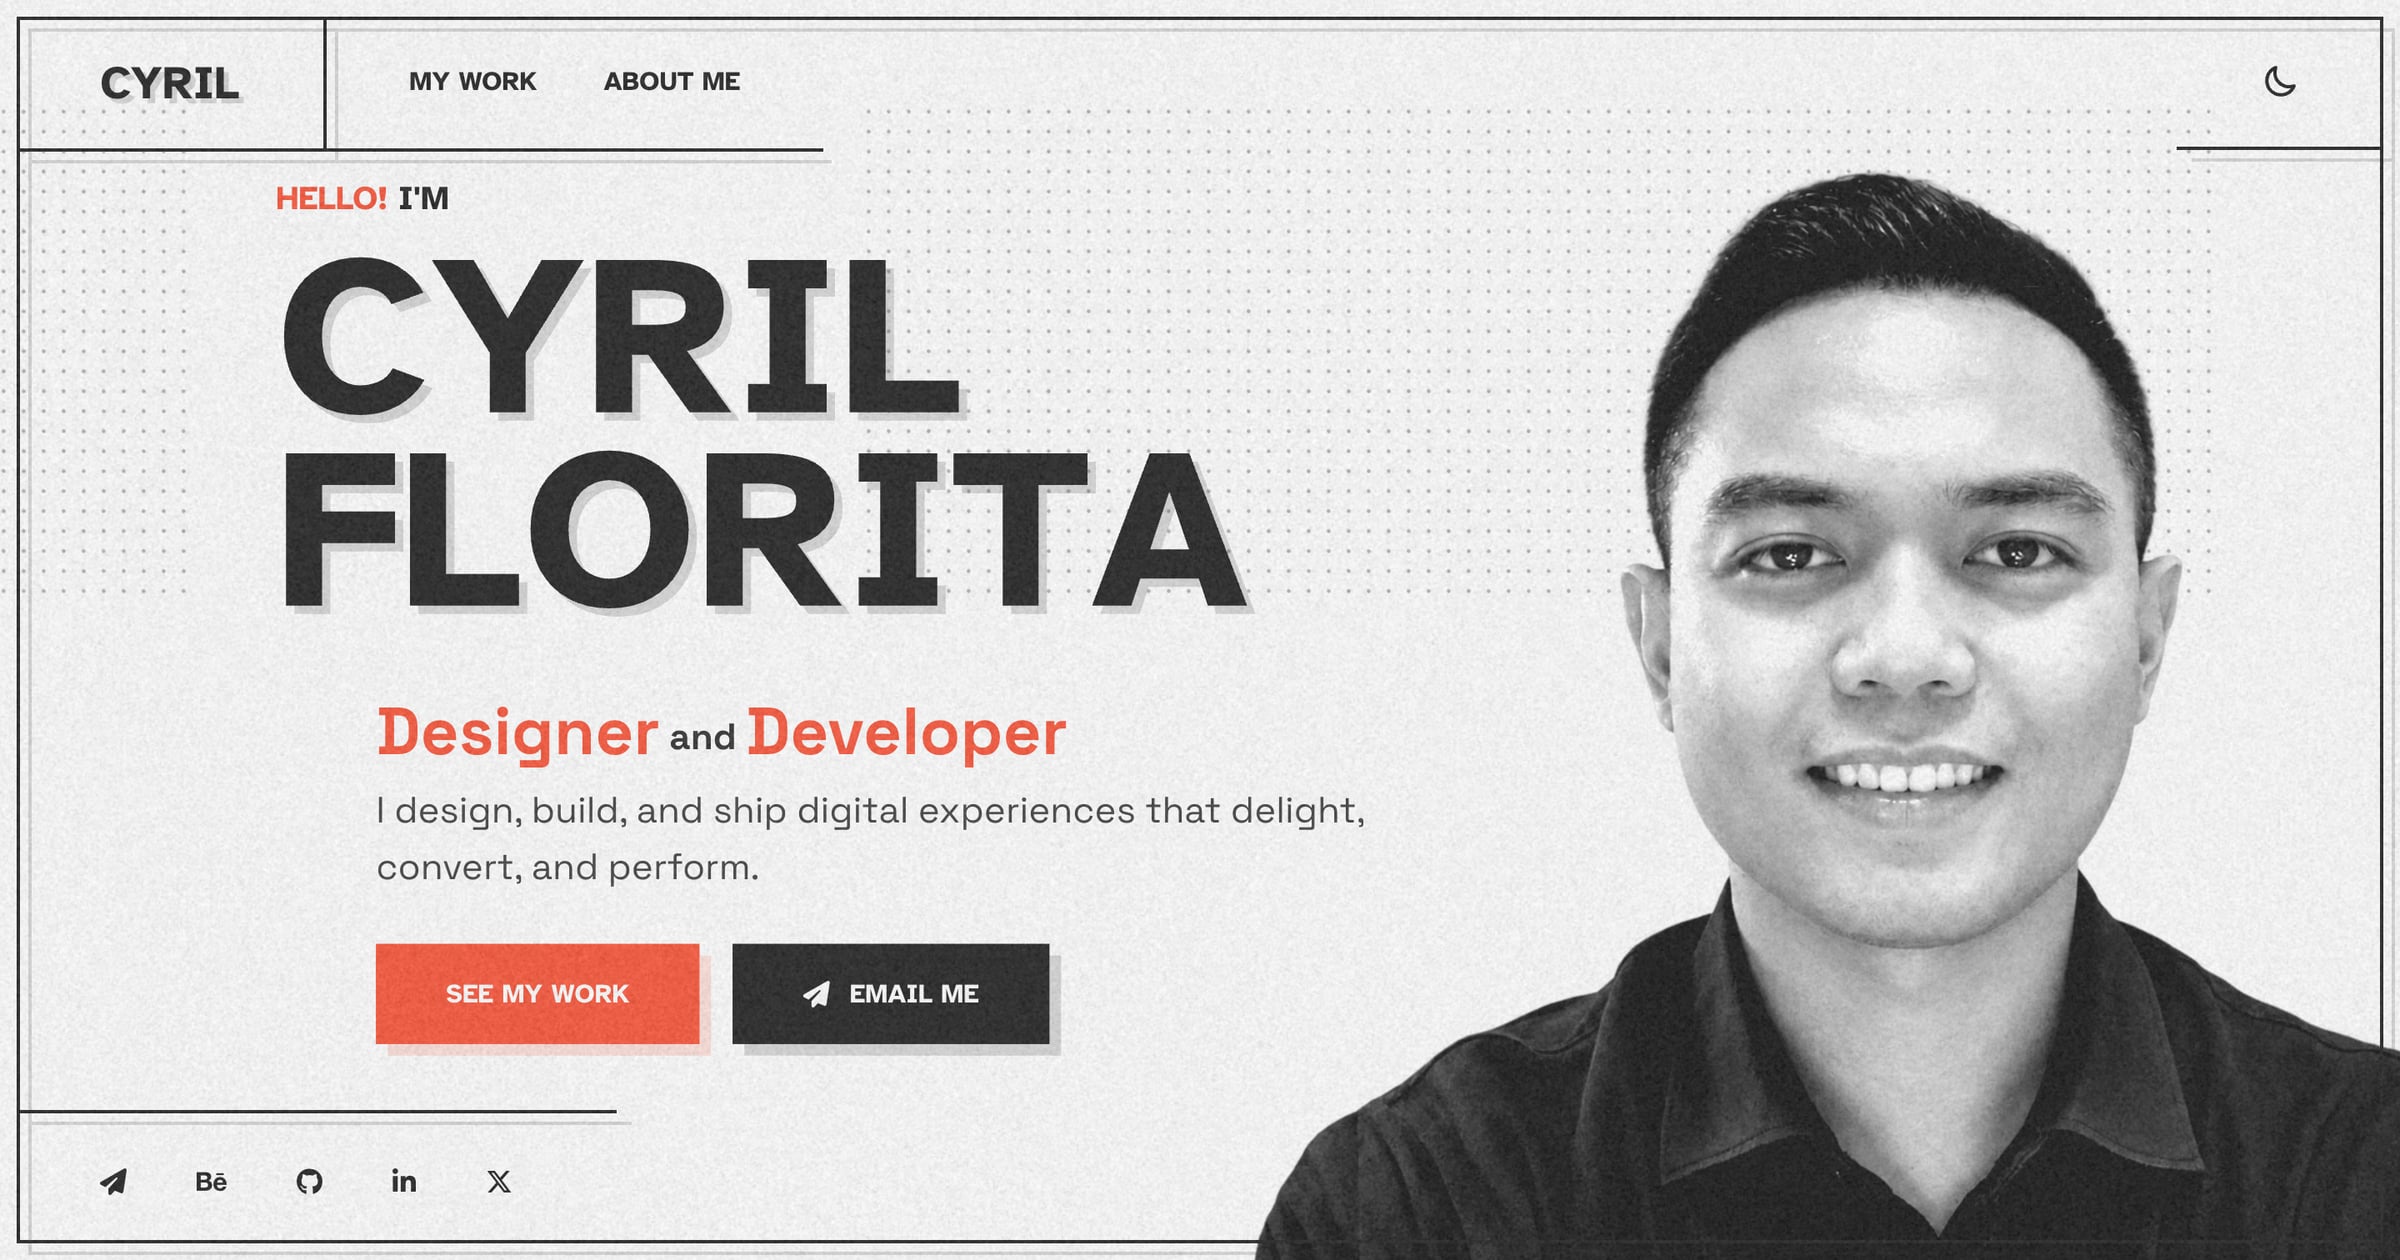 CYRIL
MY WORK
ABOUT ME
HELLO! I'M
CYRIL
FLORITA
Designer and Developer
I design, build, and ship digital experiences that delight,
convert, and perform.
SEE MY WORK
EMAIL ME
Bē
in
X